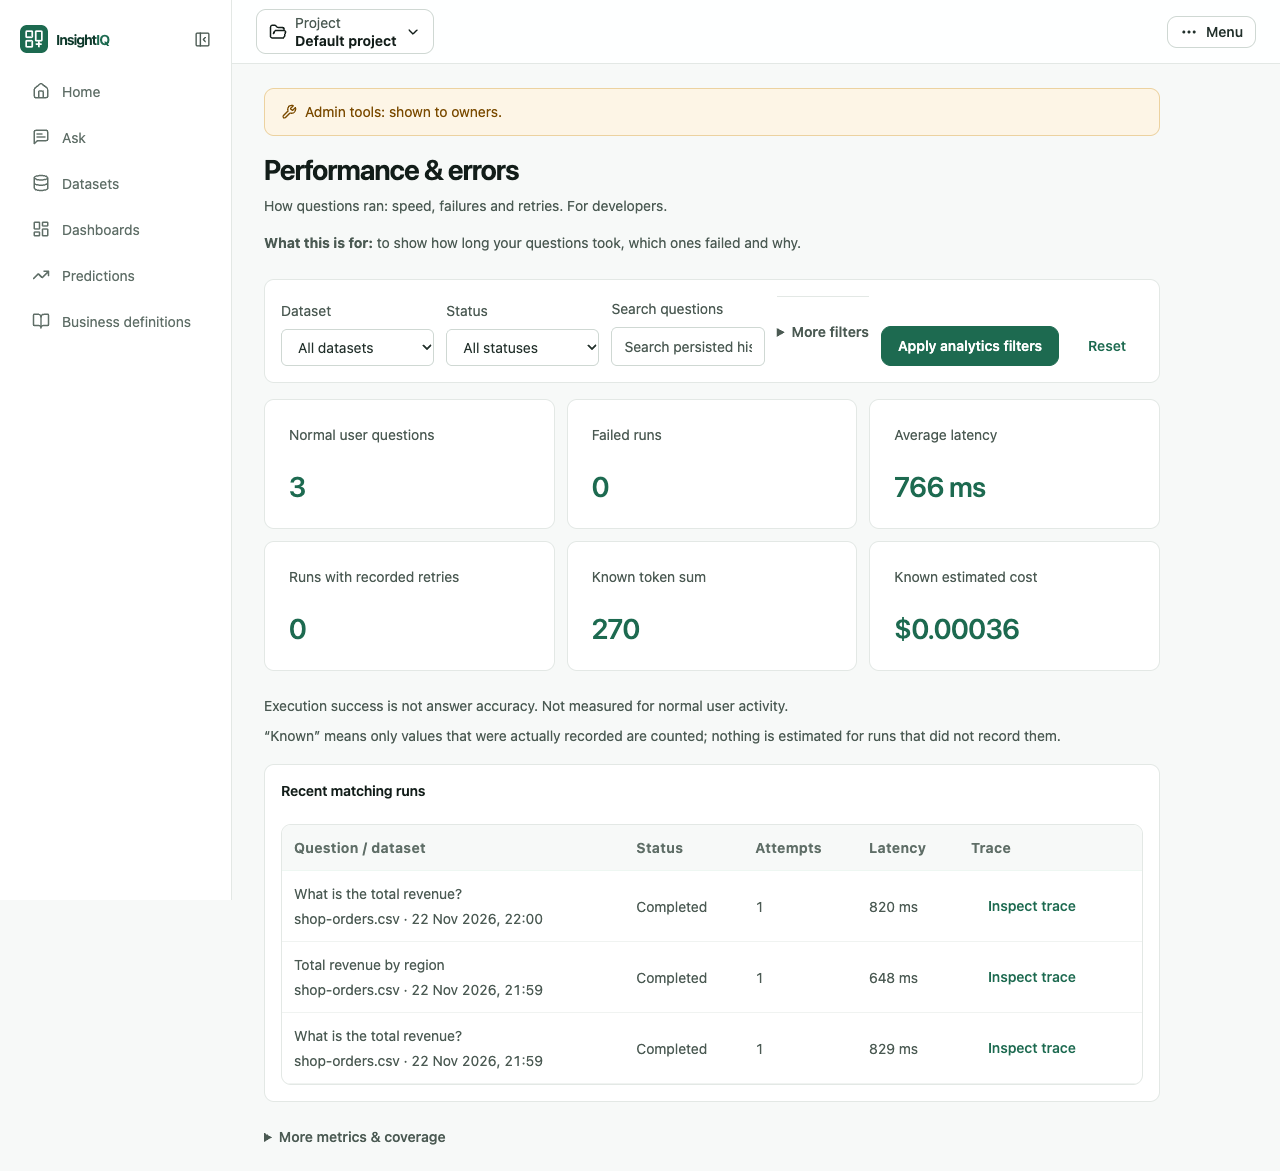 InsightIQ
Project
Default project
Menu
Home
Ask
Datasets
Dashboards
Predictions
Business definitions
Admin tools: shown to owners.
Performance & errors
How questions ran: speed, failures and retries. For developers.
What this is for: to show how long your questions took, which ones failed and why.
Dataset
All datasets
Status
All statuses
Search questions
Search persisted his
More filters
Apply analytics filters
Reset
Normal user questions
3
Failed runs
0
Average latency
766 ms
Runs with recorded retries
0
Known token sum
270
Known estimated cost
$0.00036
Execution success is not answer accuracy. Not measured for normal user activity.
“Known” means only values that were actually recorded are counted; nothing is estimated for runs that did not record them.
Recent matching runs
Question / dataset Status Attempts Latency Trace
What is the total revenue?
shop-orders.csv · 22 Nov 2026, 22:00
Completed 1 820 ms Inspect trace
Total revenue by region
shop-orders.csv · 22 Nov 2026, 21:59
Completed 1 648 ms Inspect trace
What is the total revenue?
shop-orders.csv · 22 Nov 2026, 21:59
Completed 1 829 ms Inspect trace
More metrics & coverage